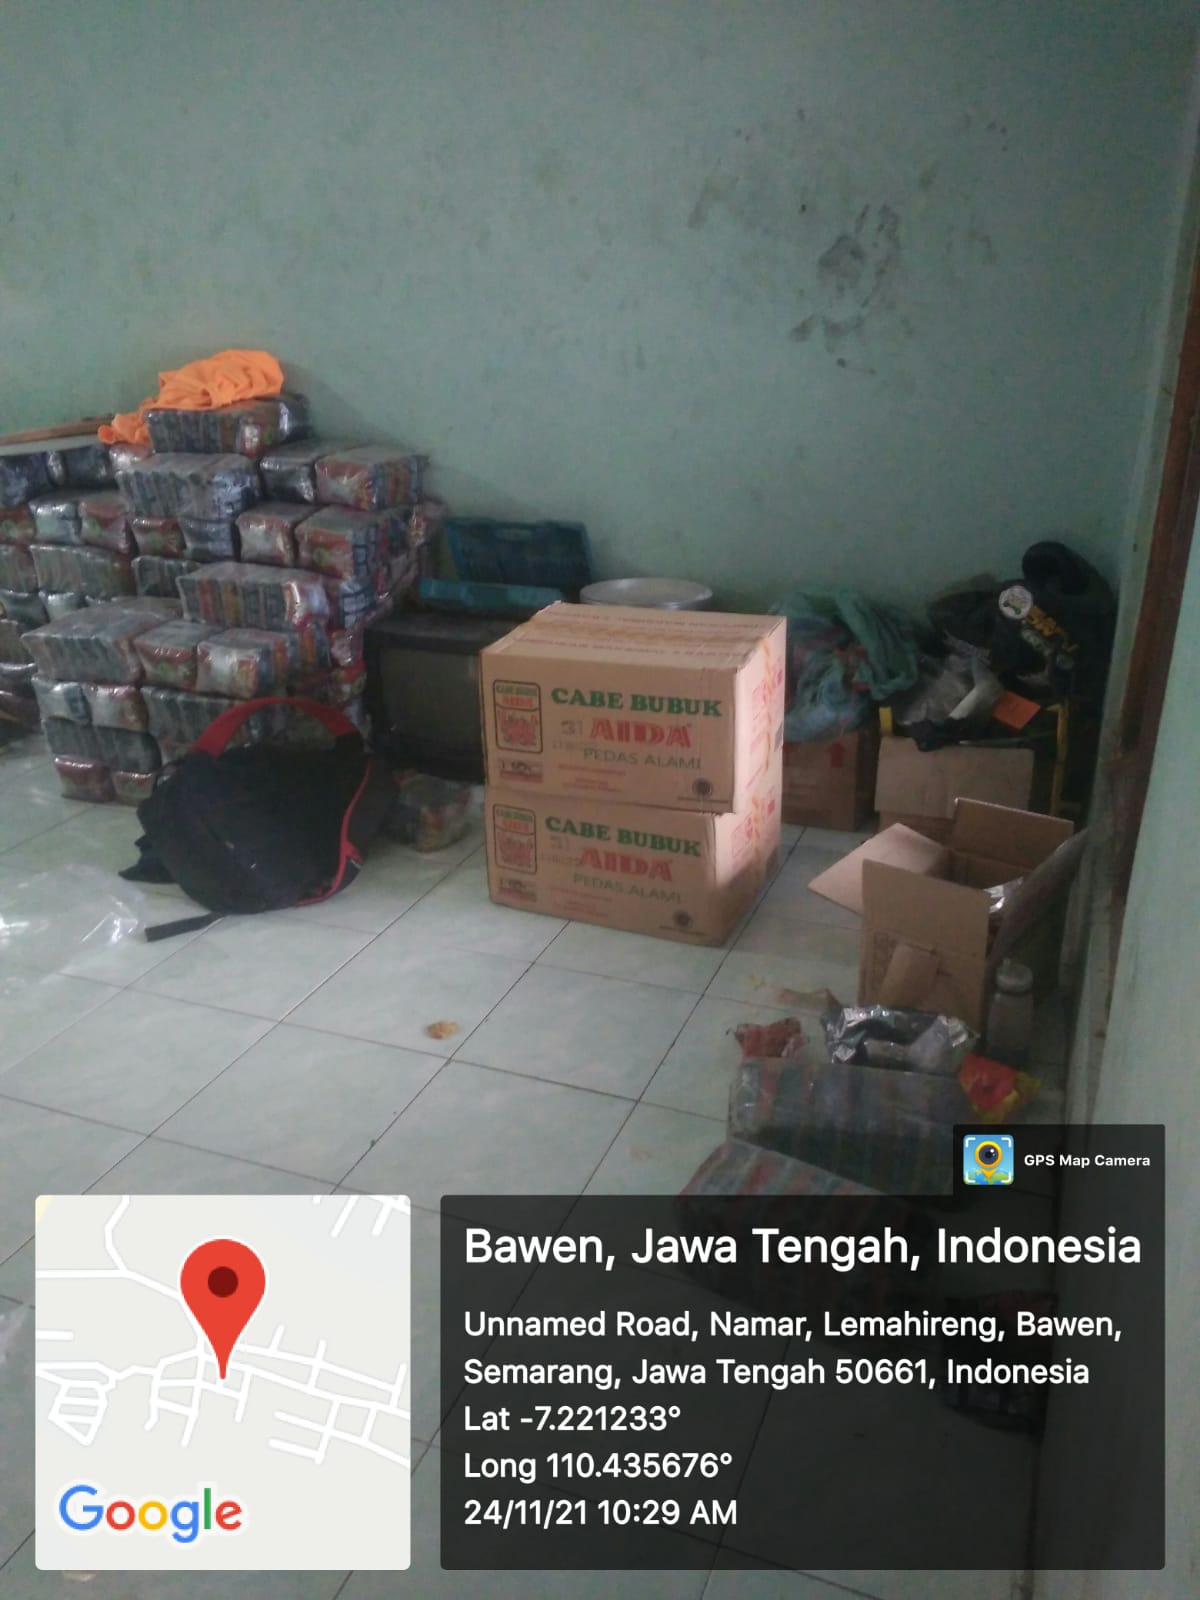 CABE BUBUK
AIDA
PEDAS ALAMI
CABE BUBUK
AIDA
PEDAS ALAMI
GPS Map Camera
Bawen, Jawa Tengah, Indonesia
Unnamed Road, Namar, Lemahireng, Bawen,
Semarang, Jawa Tengah 50661, Indonesia
Lat -7.221233°
Long 110.435676°
24/11/21 10:29 AM
Google